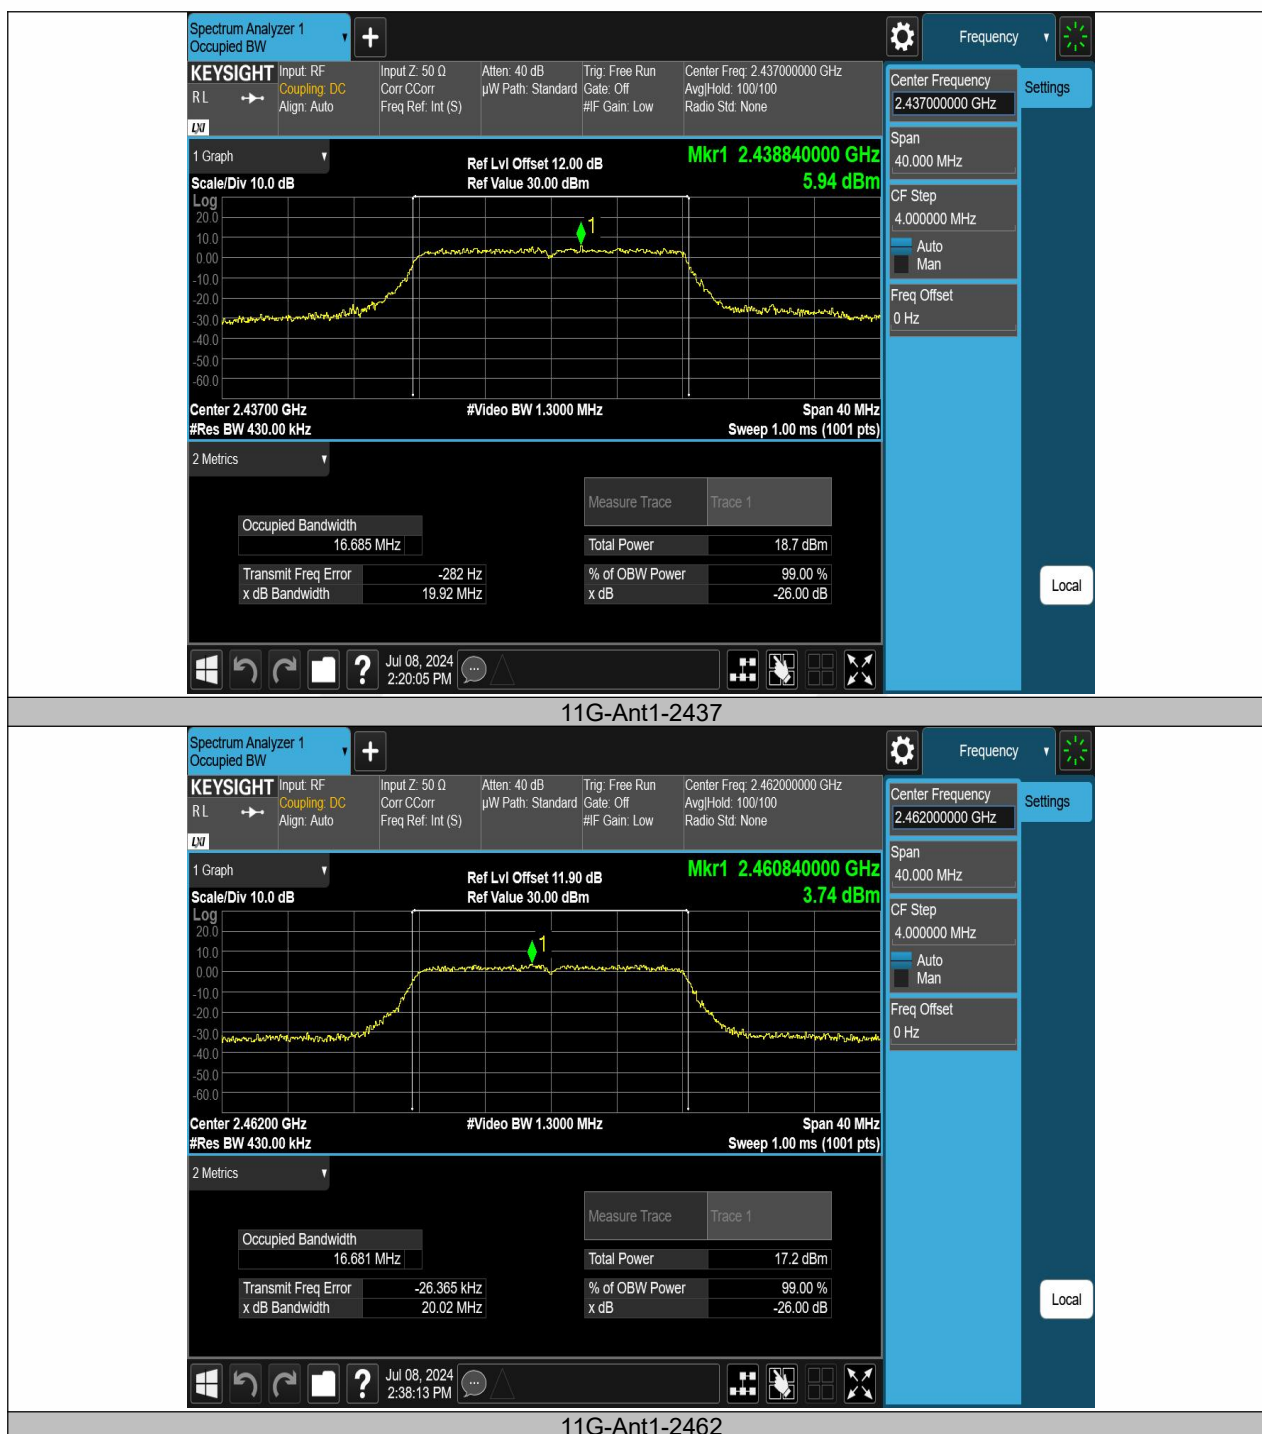 Spectrum Analyzer 1
Occupied BW
Frequency
KEYSIGHT
R L
LXI
Input: RF
Coupling: DC
Align: Auto
Input Z: 50 Ω
Corr CCorr
Freq Ref: Int (S)
Atten: 40 dB
µW Path: Standard
Trig: Free Run
Gate: Off
#IF Gain: Low
Center Freq: 2.437000000 GHz
Avg|Hold: 100/100
Radio Std: None
Center Frequency
2.437000000 GHz
Settings
Span
40.000 MHz
CF Step
4.000000 MHz
Auto
Man
Freq Offset
0 Hz
Local
1 Graph
Scale/Div 10.0 dB
Ref Lvl Offset 12.00 dB
Ref Value 30.00 dBm
Mkr1 2.438840000 GHz
5.94 dBm
Log
20.0
10.0
0.00
-10.0
-20.0
-30.0
-40.0
-50.0
-60.0
1
Center 2.43700 GHz
#Video BW 1.3000 MHz
Span 40 MHz
#Res BW 430.00 kHz
Sweep 1.00 ms (1001 pts)
2 Metrics
Measure Trace Trace 1
Occupied Bandwidth
16.685 MHz
Total Power 18.7 dBm
Transmit Freq Error -282 Hz
% of OBW Power 99.00 %
x dB Bandwidth 19.92 MHz
x dB -26.00 dB
Jul 08, 2024
2:20:05 PM
11G-Ant1-2437
Spectrum Analyzer 1
Occupied BW
Frequency
KEYSIGHT
R L
LXI
Input: RF
Coupling: DC
Align: Auto
Input Z: 50 Ω
Corr CCorr
Freq Ref: Int (S)
Atten: 40 dB
µW Path: Standard
Trig: Free Run
Gate: Off
#IF Gain: Low
Center Freq: 2.462000000 GHz
Avg|Hold: 100/100
Radio Std: None
Center Frequency
2.462000000 GHz
Settings
Span
40.000 MHz
CF Step
4.000000 MHz
Auto
Man
Freq Offset
0 Hz
Local
1 Graph
Scale/Div 10.0 dB
Ref Lvl Offset 11.90 dB
Ref Value 30.00 dBm
Mkr1 2.460840000 GHz
3.74 dBm
Log
20.0
10.0
0.00
-10.0
-20.0
-30.0
-40.0
-50.0
-60.0
1
Center 2.46200 GHz
#Video BW 1.3000 MHz
Span 40 MHz
#Res BW 430.00 kHz
Sweep 1.00 ms (1001 pts)
2 Metrics
Measure Trace Trace 1
Occupied Bandwidth
16.681 MHz
Total Power 17.2 dBm
Transmit Freq Error -26.365 kHz
% of OBW Power 99.00 %
x dB Bandwidth 20.02 MHz
x dB -26.00 dB
Jul 08, 2024
2:38:13 PM
11G-Ant1-2462